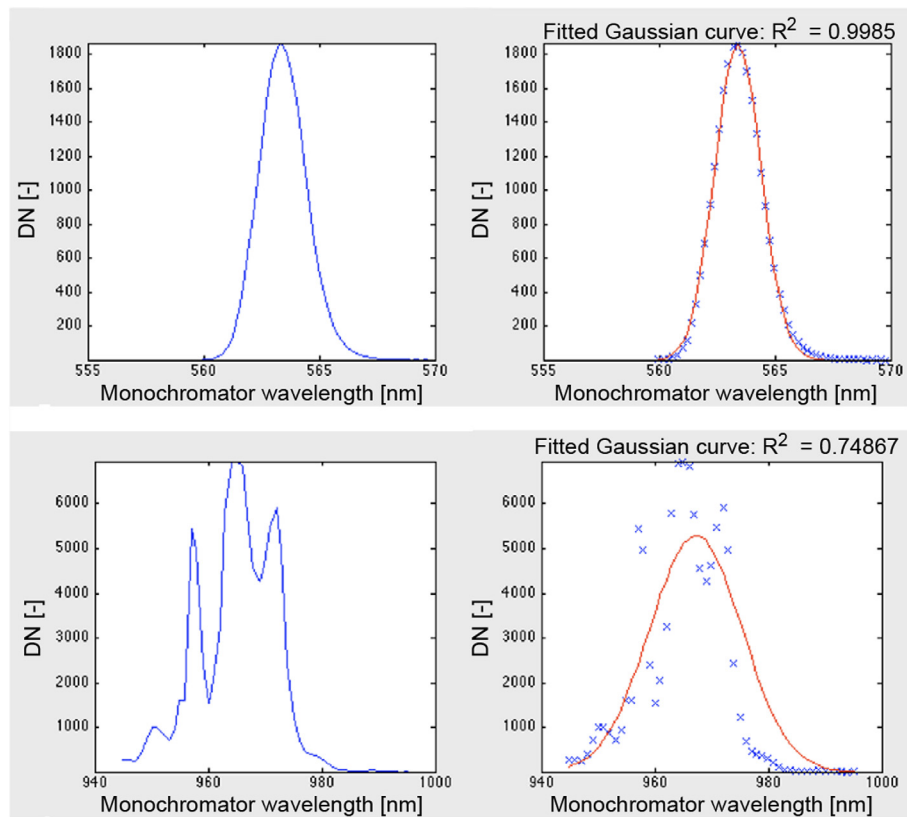 Fitted Gaussian curve: R2 = 0.9985
1800
1600
1400
1200
1000
800
600
400
200
DN [-]
555 560 565 570
Monochromator wavelength [nm]
1800
1600
1400
1200
1000
800
600
400
200
DN [-]
555 560 565 570
Monochromator wavelength [nm]
Fitted Gaussian curve: R2 = 0.74867
6000
5000
4000
3000
2000
1000
DN [-]
940 960 980 1000
Monochromator wavelength [nm]
6000
5000
4000
3000
2000
1000
DN [-]
940 960 980 1000
Monochromator wavelength [nm]